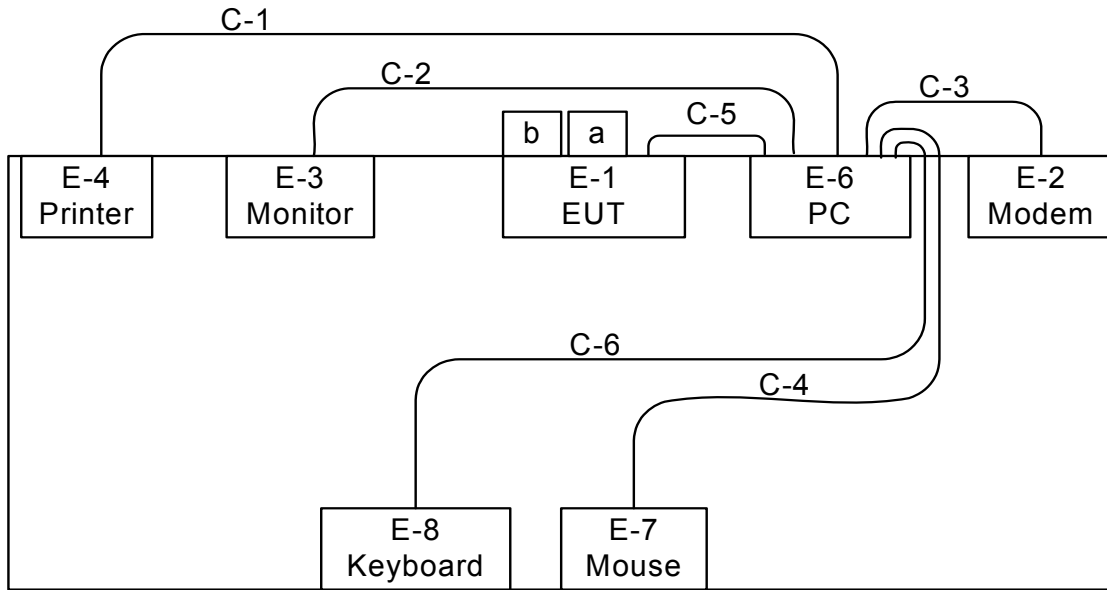 C-1
C-2
C-3
C-5
b
a
E-4
Printer
E-3
Monitor
E-1
EUT
E-6
PC
E-2
Modem
C-6
C-4
E-8
Keyboard
E-7
Mouse